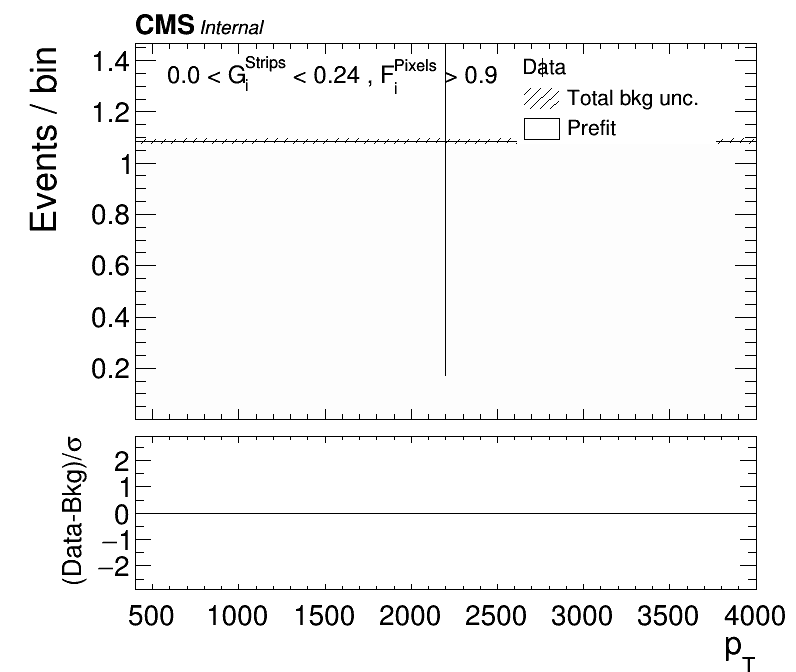 CMS Internal
0.0 < G_i^Strips < 0.24 , F_i^Pixels > 0.9
Data
Total bkg unc.
Prefit
Events / bin
1.4
1.2
1
0.8
0.6
0.4
0.2
(Data-Bkg)/σ
2
1
0
−1
−2
500 1000 1500 2000 2500 3000 3500 4000
p_T